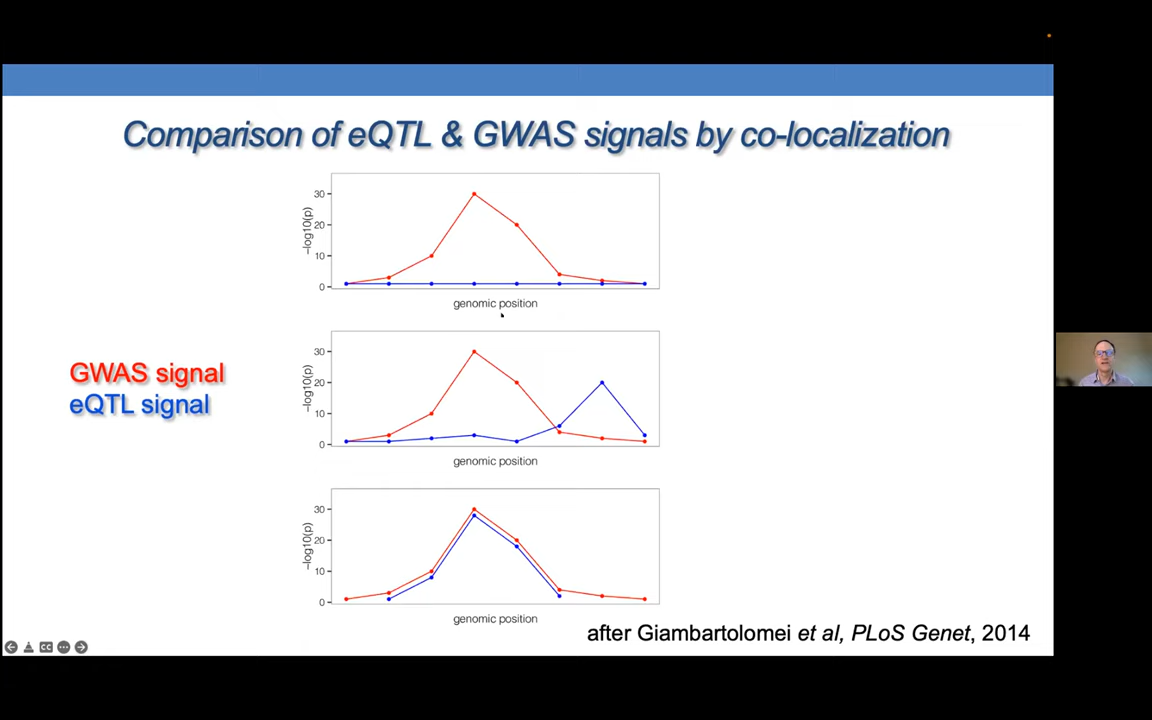 Comparison of eQTL & GWAS signals by co-localization
30
20
10
0
–log10(p)
genomic position
GWAS signal
eQTL signal
30
20
10
0
–log10(p)
genomic position
30
20
10
0
–log10(p)
genomic position
after Giambartolomei et al, PLoS Genet, 2014
CC